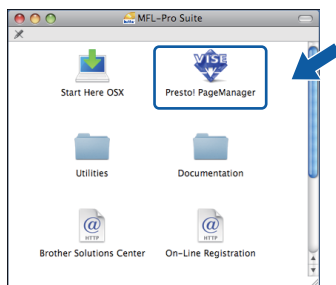 MFL-Pro Suite
VISE
Start Here OSX
Presto! PageManager
Utilities
Documentation
@
HTTP
@
HTTP
Brother Solutions Center
On-Line Registration